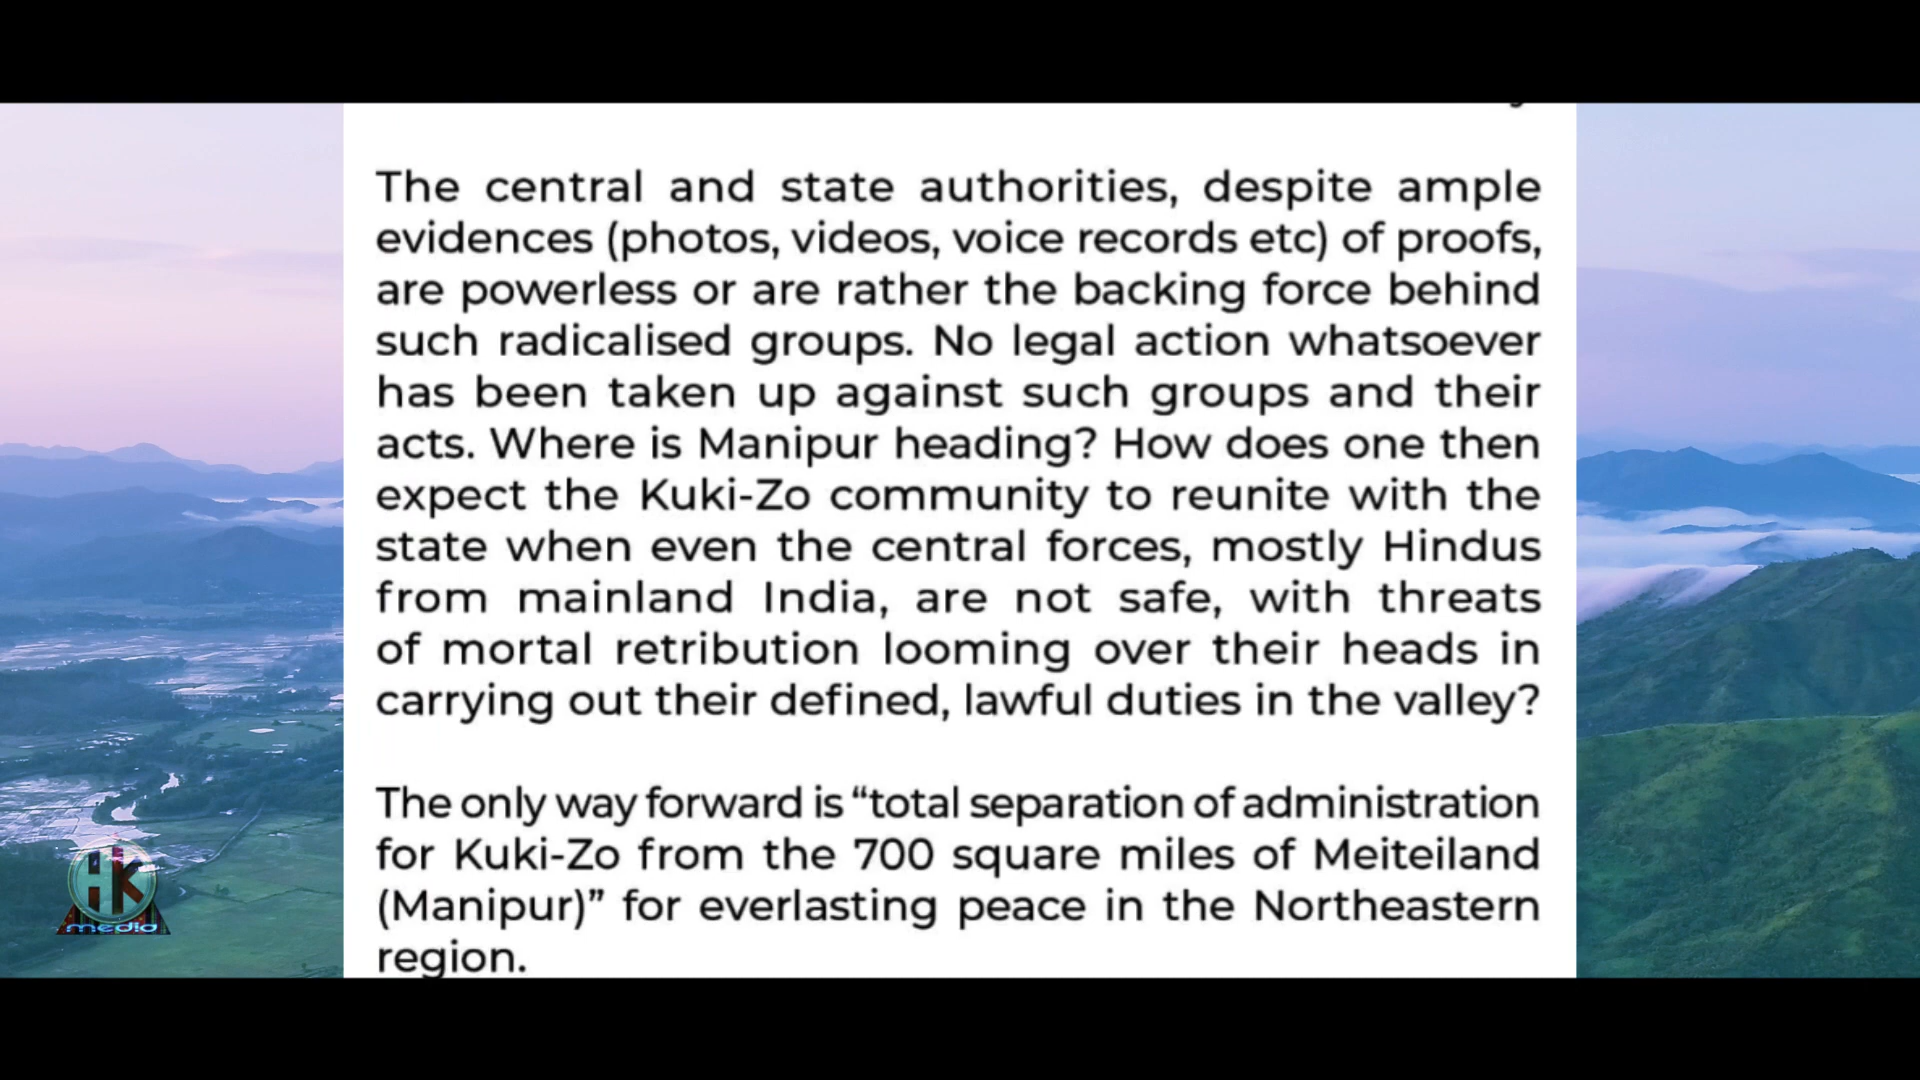 The central and state authorities, despite ample
evidences (photos, videos, voice records etc) of proofs,
are powerless or are rather the backing force behind
such radicalised groups. No legal action whatsoever
has been taken up against such groups and their
acts. Where is Manipur heading? How does one then
expect the Kuki-Zo community to reunite with the
state when even the central forces, mostly Hindus
from mainland India, are not safe, with threats
of mortal retribution looming over their heads in
carrying out their defined, lawful duties in the valley?
The only way forward is “total separation of administration
for Kuki-Zo from the 700 square miles of Meiteiland
(Manipur)” for everlasting peace in the Northeastern
region.
HK
media